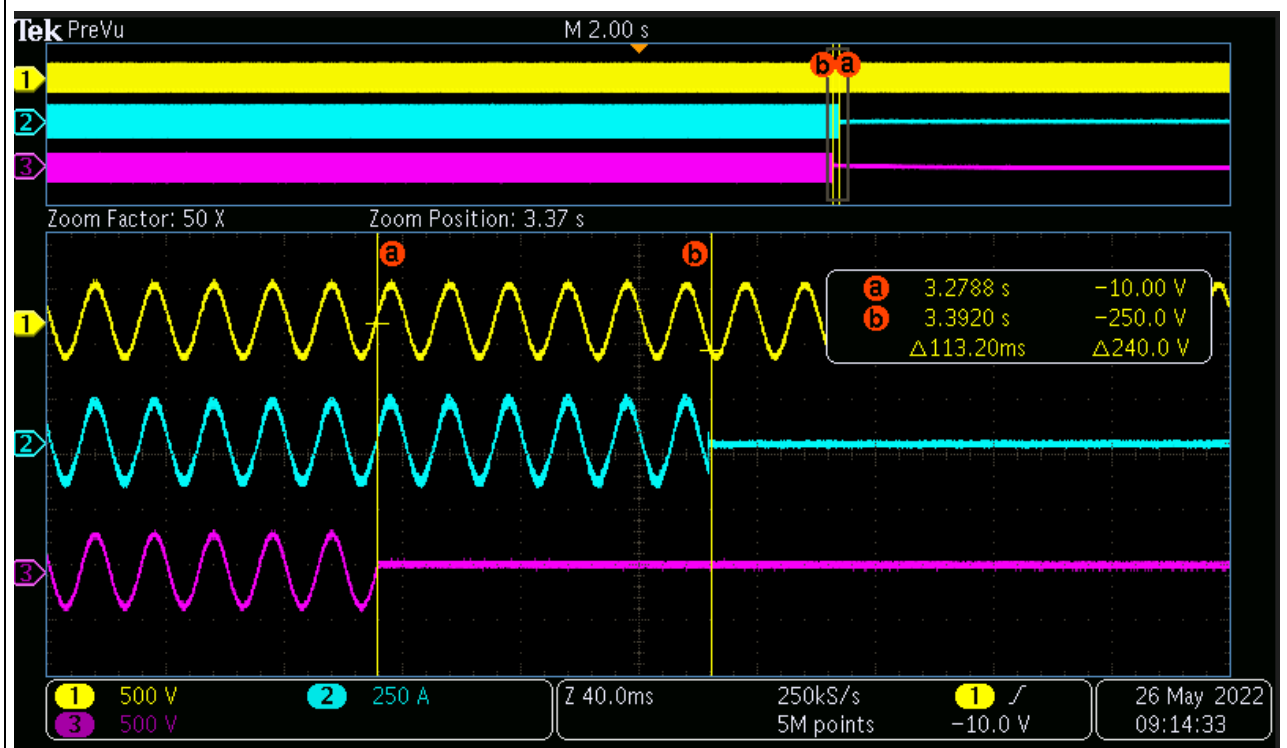 Tek PreVu M 2.00 s
b a
1
2
3
Zoom Factor: 50 X Zoom Position: 3.37 s
a b
a 3.2788 s −10.00 V
1
b 3.3920 s −250.0 V
△113.20ms △240.0 V
2
3
1 500 V 2 250 A Z 40.0ms 250kS/s 1 26 May 2022
3 500 V 5M points −10.0 V 09:14:33